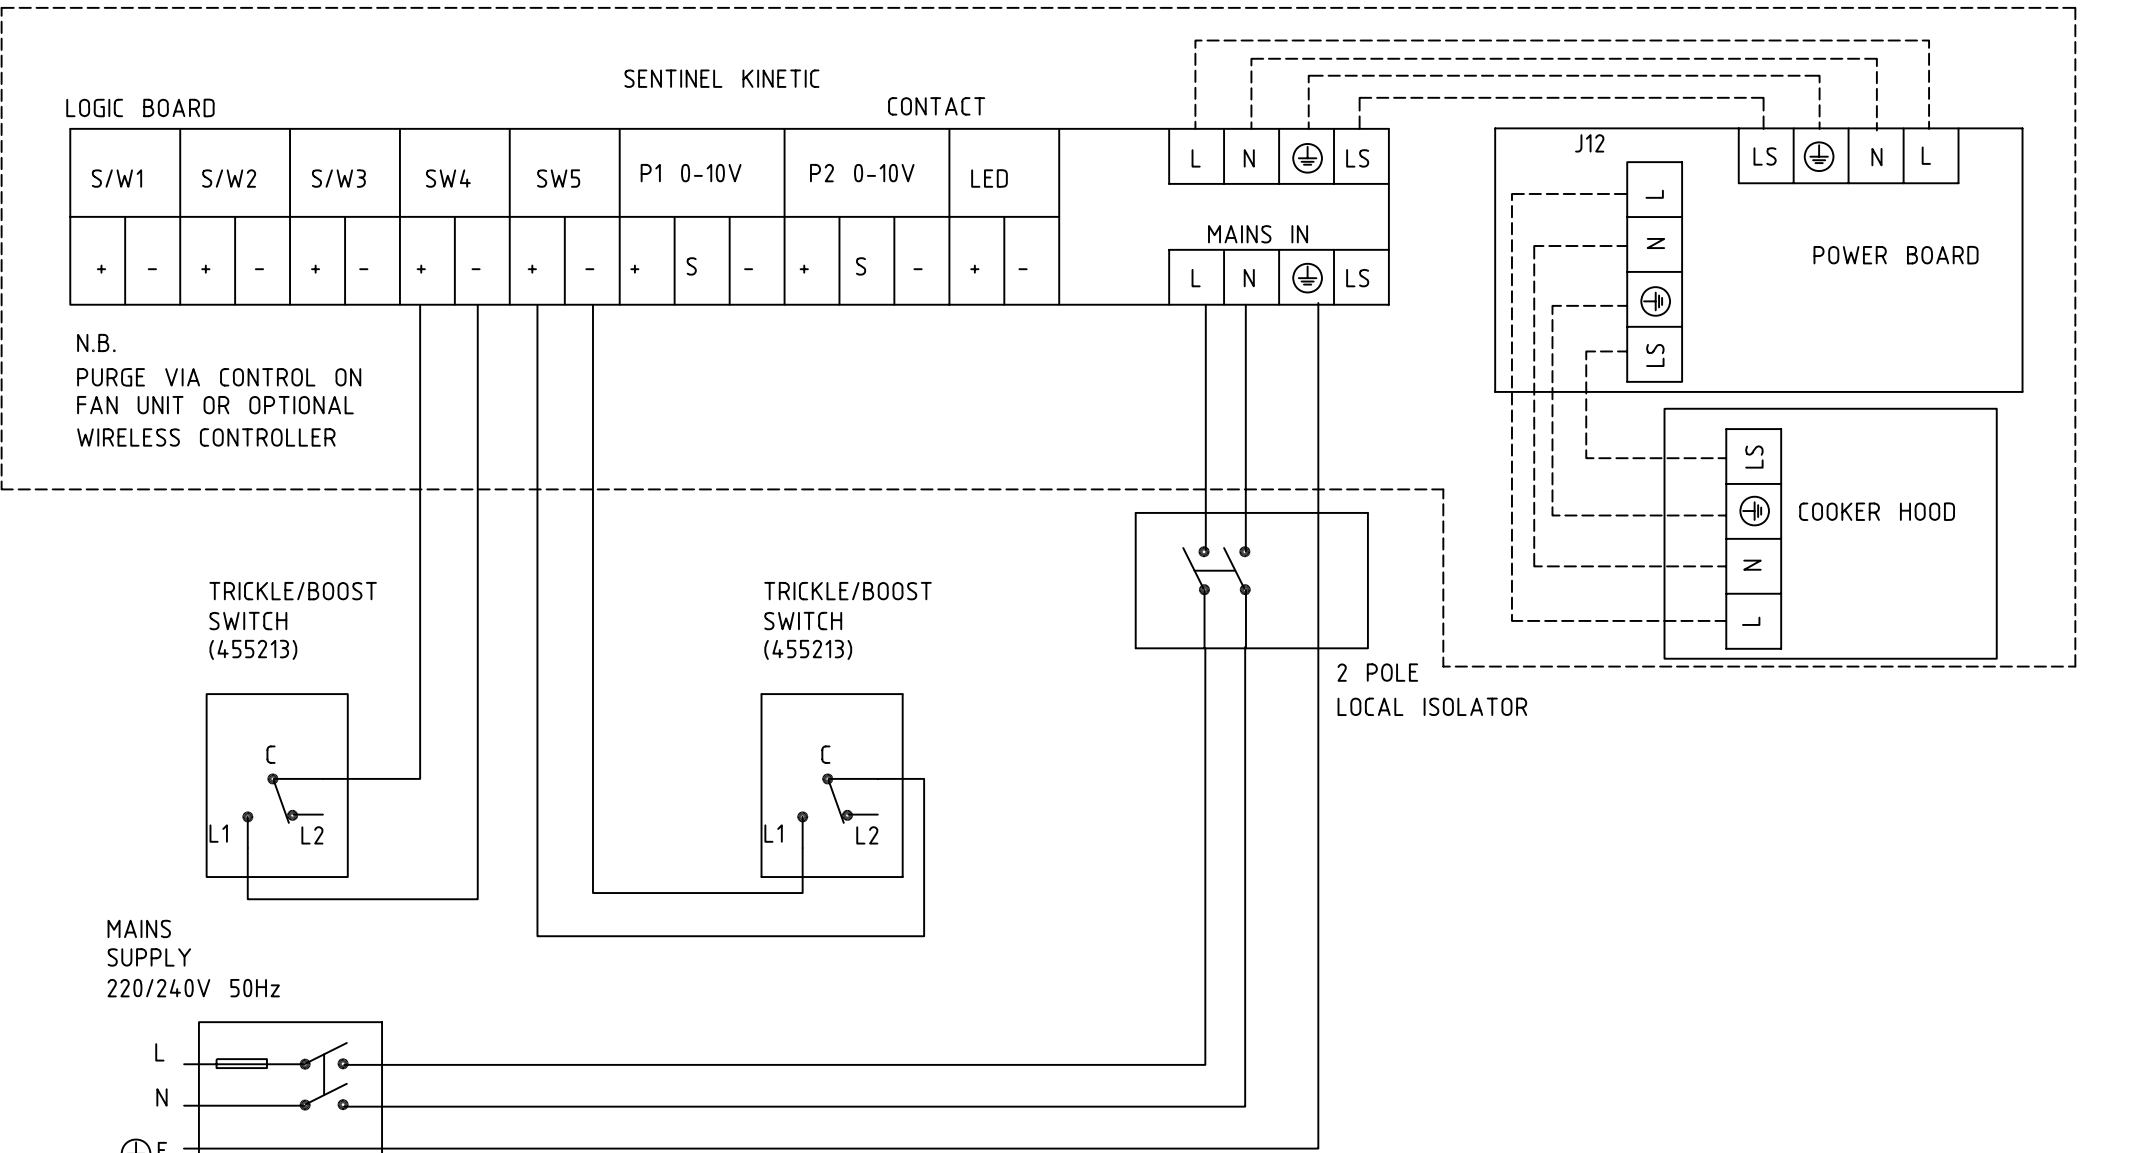 SENTINEL KINETIC
LOGIC BOARD
CONTACT
S/W1 S/W2 S/W3 SW4 SW5 P1 0-10V P2 0-10V LED
+ - + - + - + - + - + S - + S - + -
L N LS
MAINS IN
L N LS
J12
LS N L
L
N
LS
POWER BOARD
N.B.
PURGE VIA CONTROL ON
FAN UNIT OR OPTIONAL
WIRELESS CONTROLLER
LS
N
L
COOKER HOOD
TRICKLE/BOOST
SWITCH
(455213)
C
L1 L2
TRICKLE/BOOST
SWITCH
(455213)
C
L1 L2
2 POLE
LOCAL ISOLATOR
MAINS
SUPPLY
220/240V 50Hz
L
N
E